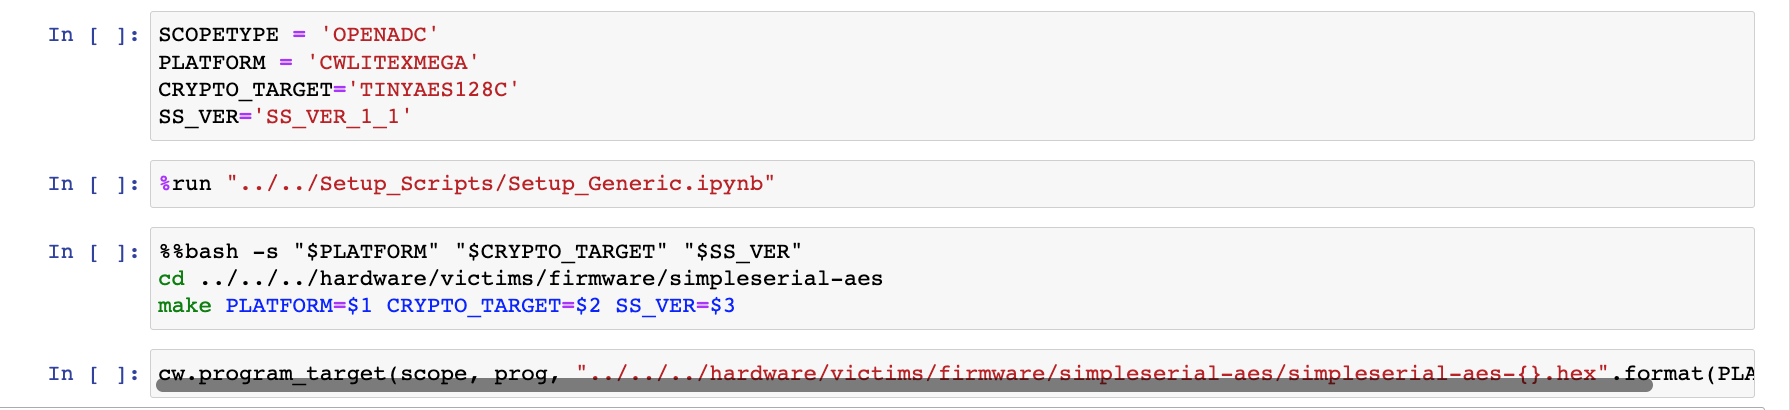 In [ ]: SCOPETYPE = 'OPENADC'
PLATFORM = 'CWLITEXMEGA'
CRYPTO_TARGET='TINYAES128C'
SS_VER='SS_VER_1_1'
In [ ]: %run "../../Setup_Scripts/Setup_Generic.ipynb"
In [ ]: %%bash -s "$PLATFORM" "$CRYPTO_TARGET" "$SS_VER"
cd ../../../hardware/victims/firmware/simpleserial-aes
make PLATFORM=$1 CRYPTO_TARGET=$2 SS_VER=$3
In [ ]: cw.program_target(scope, prog, "../../../hardware/victims/firmware/simpleserial-aes/simpleserial-aes-{}.hex".format(PLA